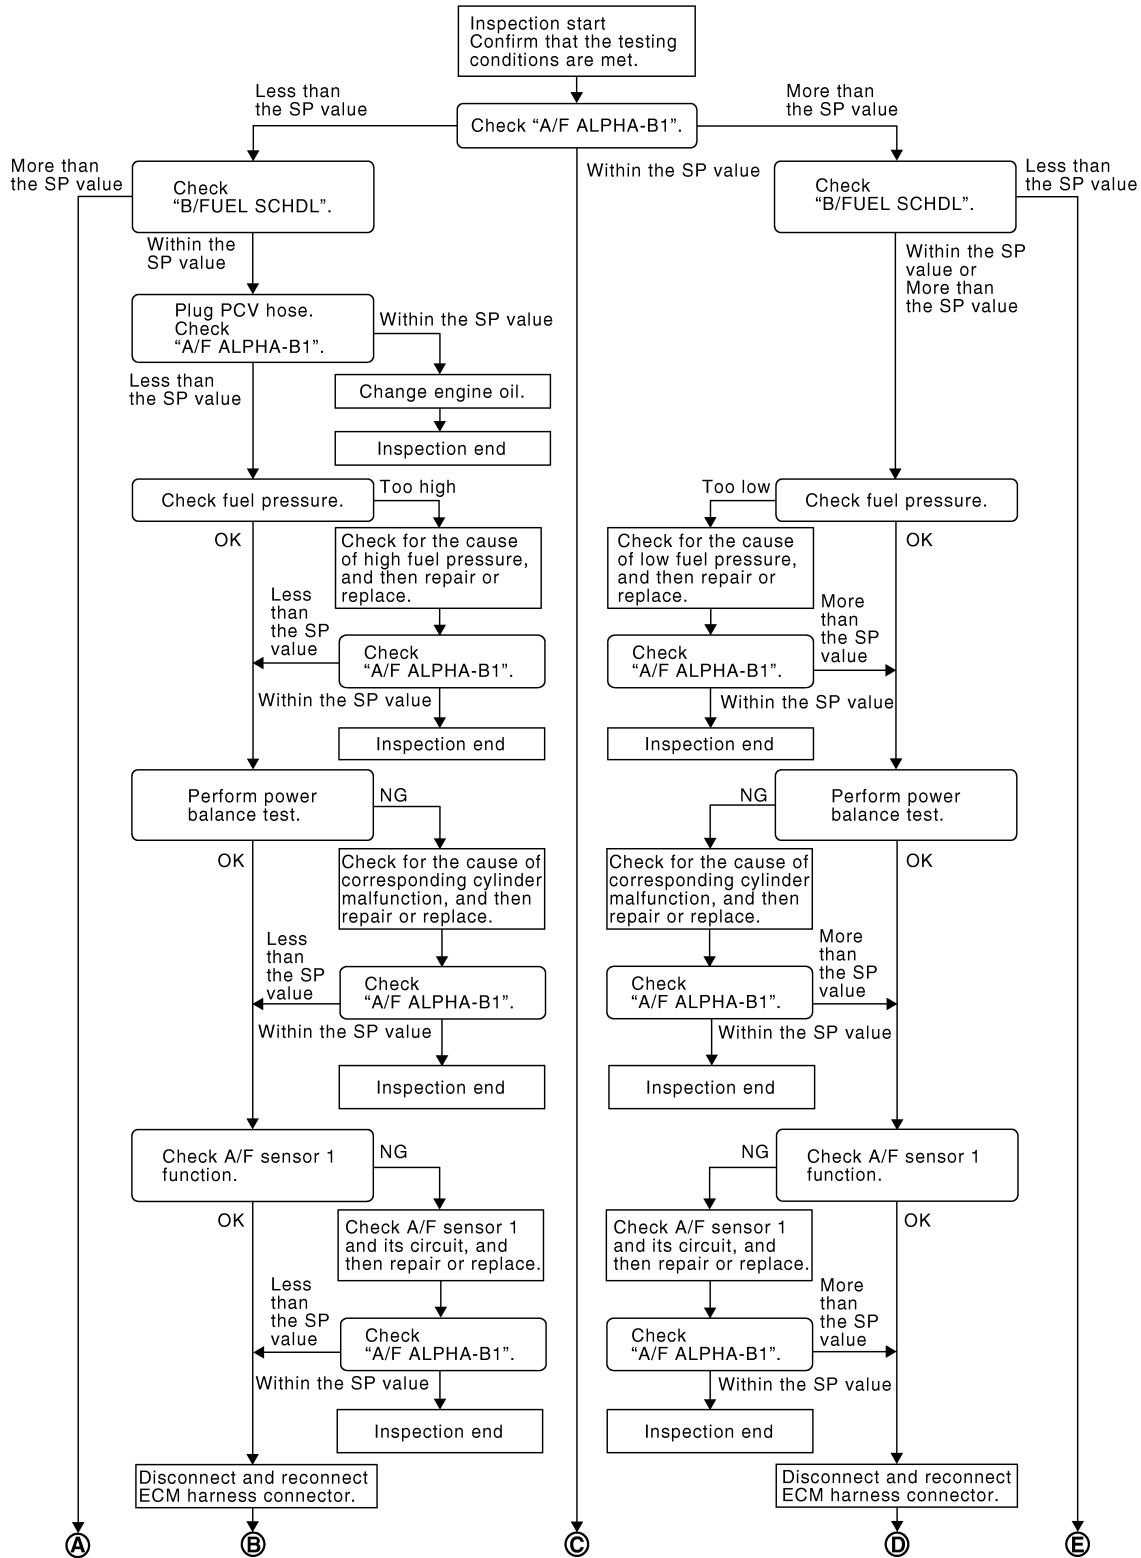 Inspection start
Confirm that the testing
conditions are met.
Less than
the SP value
More than
the SP value
Check “A/F ALPHA-B1”.
More than
the SP value
Within the SP value
Less than
the SP value
Check
“B/FUEL SCHDL”.
Check
“B/FUEL SCHDL”.
Within the
SP value
Within the SP
value or
More than
the SP value
Plug PCV hose.
Check
“A/F ALPHA-B1”.
Within the SP value
Less than
the SP value
Change engine oil.
Inspection end
Check fuel pressure.
Too high
Too low
Check fuel pressure.
OK
Check for the cause
of high fuel pressure,
and then repair or
replace.
Check for the cause
of low fuel pressure,
and then repair or
replace.
OK
Less
than
the SP
value
Check
“A/F ALPHA-B1”.
Check
“A/F ALPHA-B1”.
More
than
the SP
value
Within the SP value
Within the SP value
Inspection end
Inspection end
Perform power
balance test.
NG
NG
Perform power
balance test.
OK
Check for the cause of
corresponding cylinder
malfunction, and then
repair or replace.
Check for the cause of
corresponding cylinder
malfunction, and then
repair or replace.
OK
Less
than
the SP
value
Check
“A/F ALPHA-B1”.
Check
“A/F ALPHA-B1”.
More
than
the SP
value
Within the SP value
Within the SP value
Inspection end
Inspection end
Check A/F sensor 1
function.
NG
NG
Check A/F sensor 1
function.
OK
Check A/F sensor 1
and its circuit, and
then repair or replace.
Check A/F sensor 1
and its circuit, and
then repair or replace.
OK
Less
than
the SP
value
Check
“A/F ALPHA-B1”.
Check
“A/F ALPHA-B1”.
More
than
the SP
value
Within the SP value
Within the SP value
Inspection end
Inspection end
Disconnect and reconnect
ECM harness connector.
Disconnect and reconnect
ECM harness connector.
A
B
C
D
E